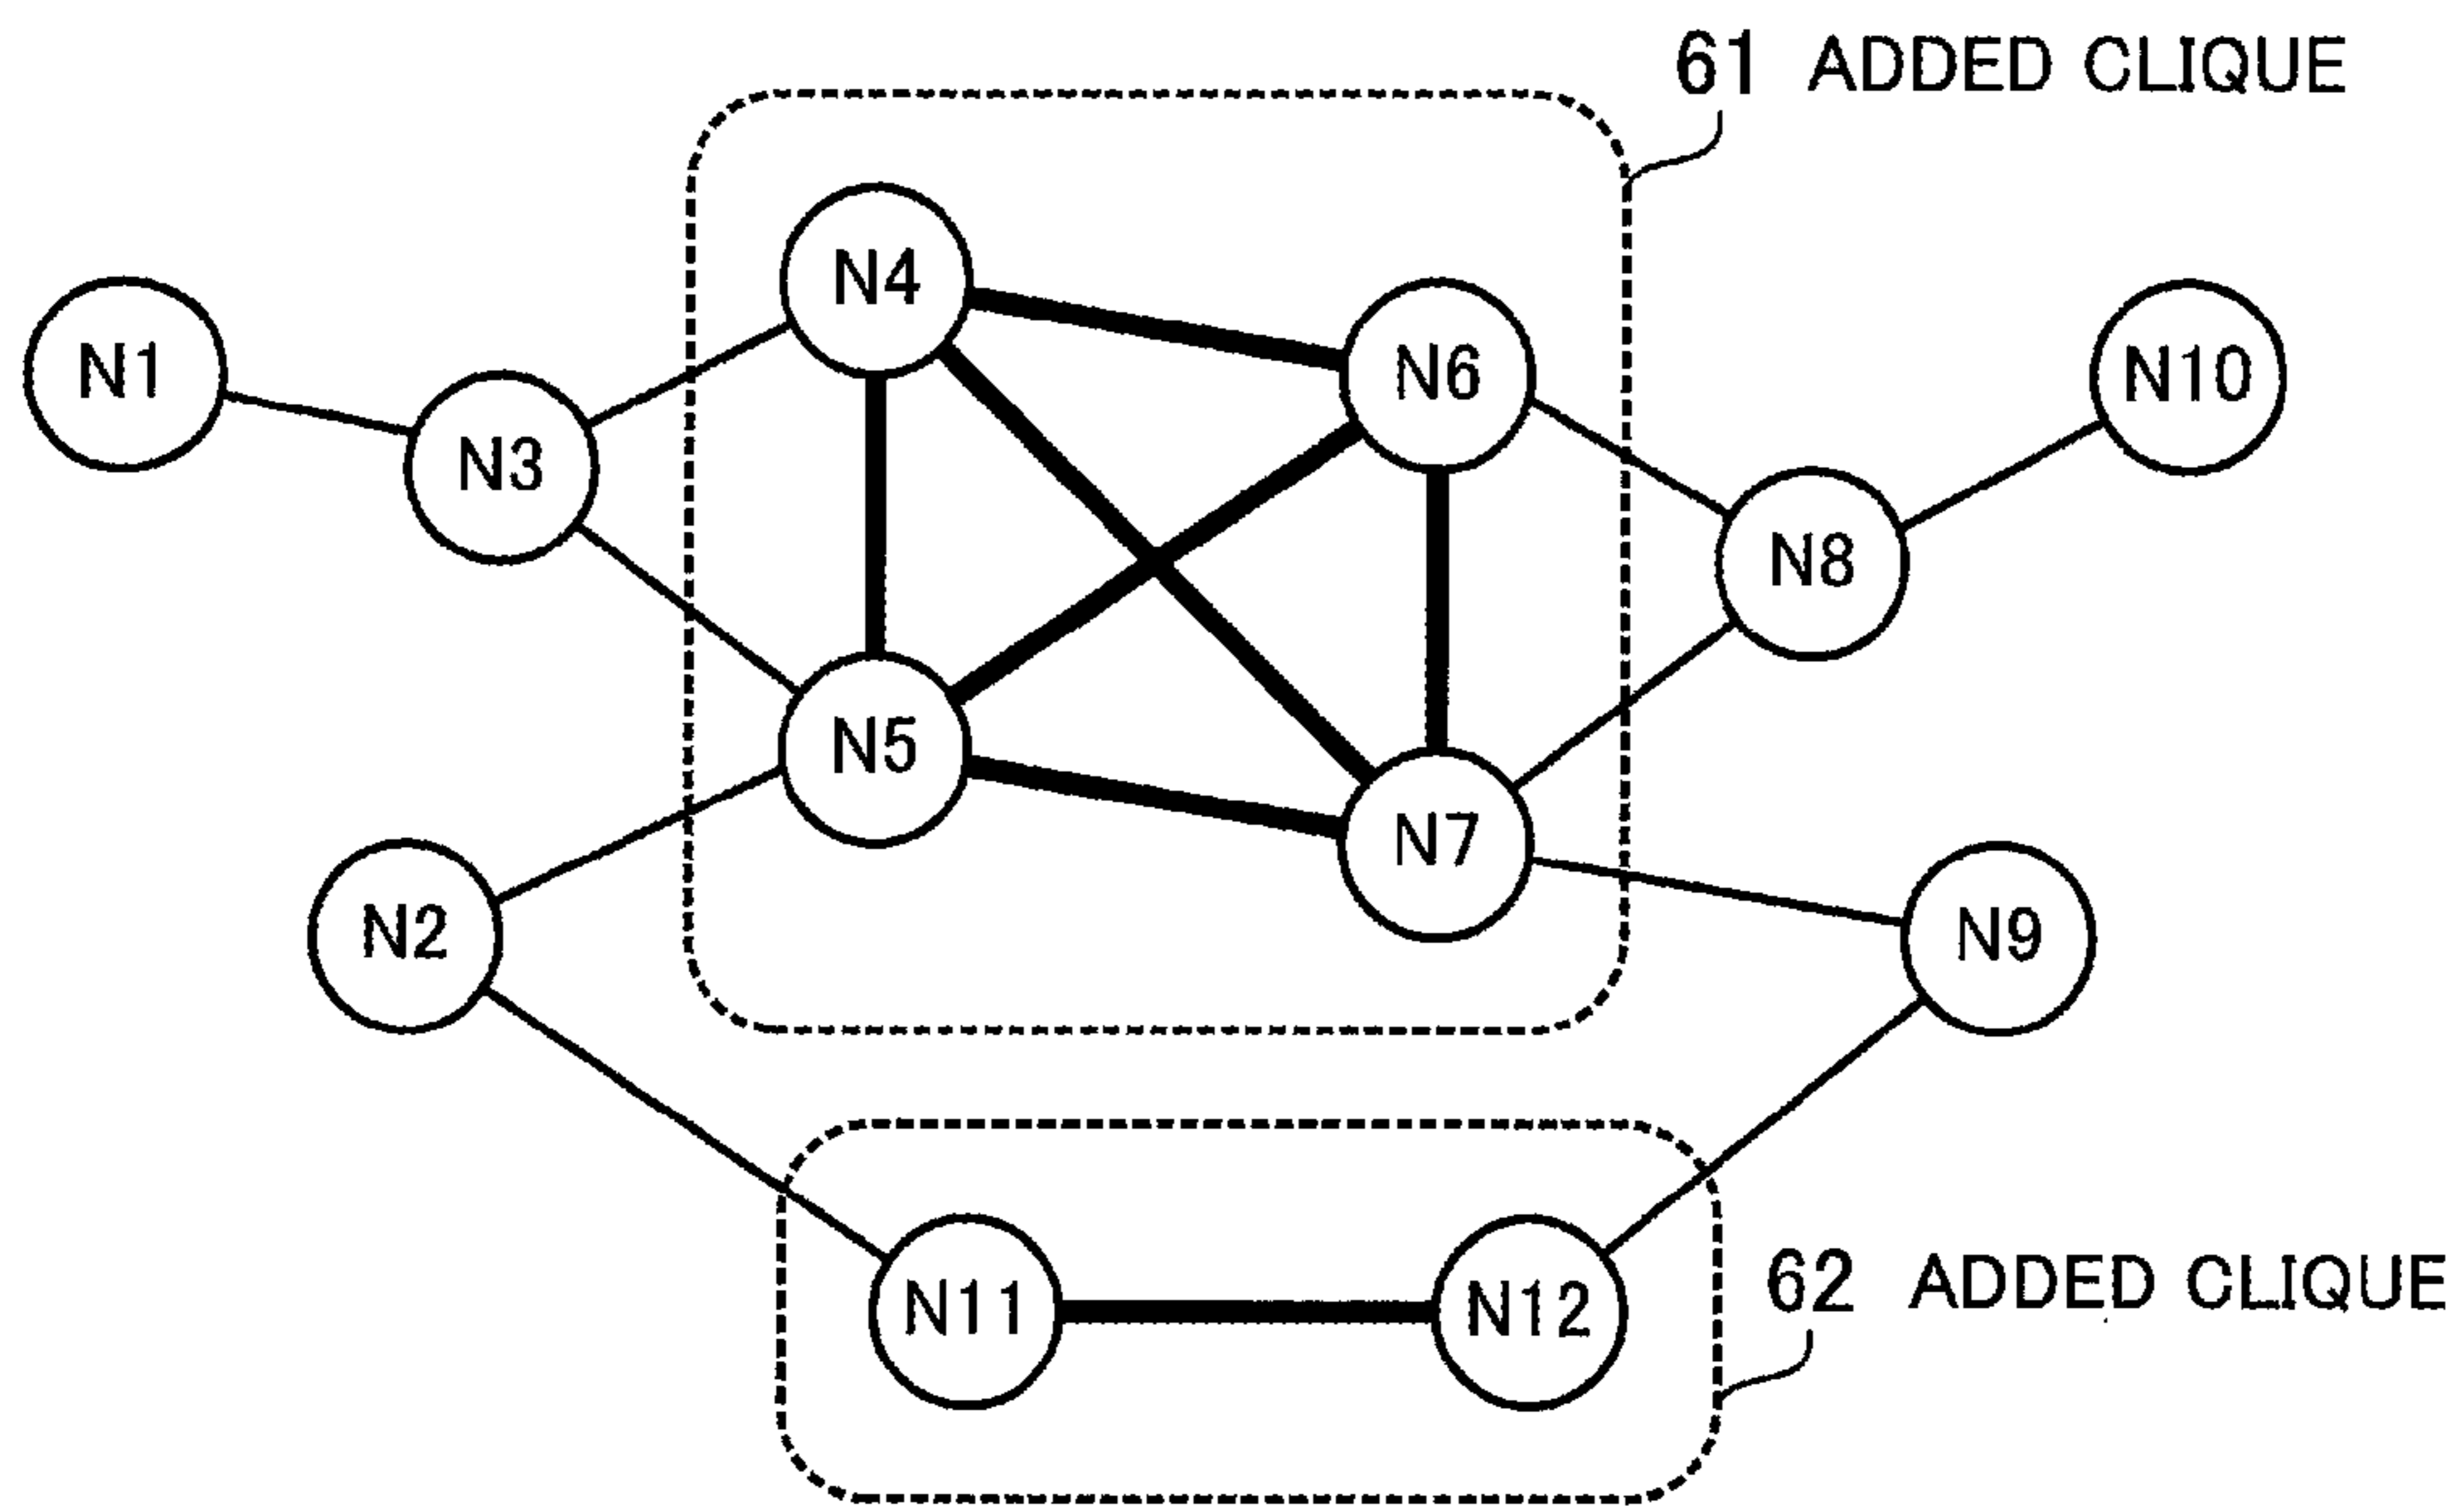 61 ADDED CLIQUE
N4
N1
N6
N10
N3
N8
N5
N7
N2
N9
N11
N12
62 ADDED CLIQUE